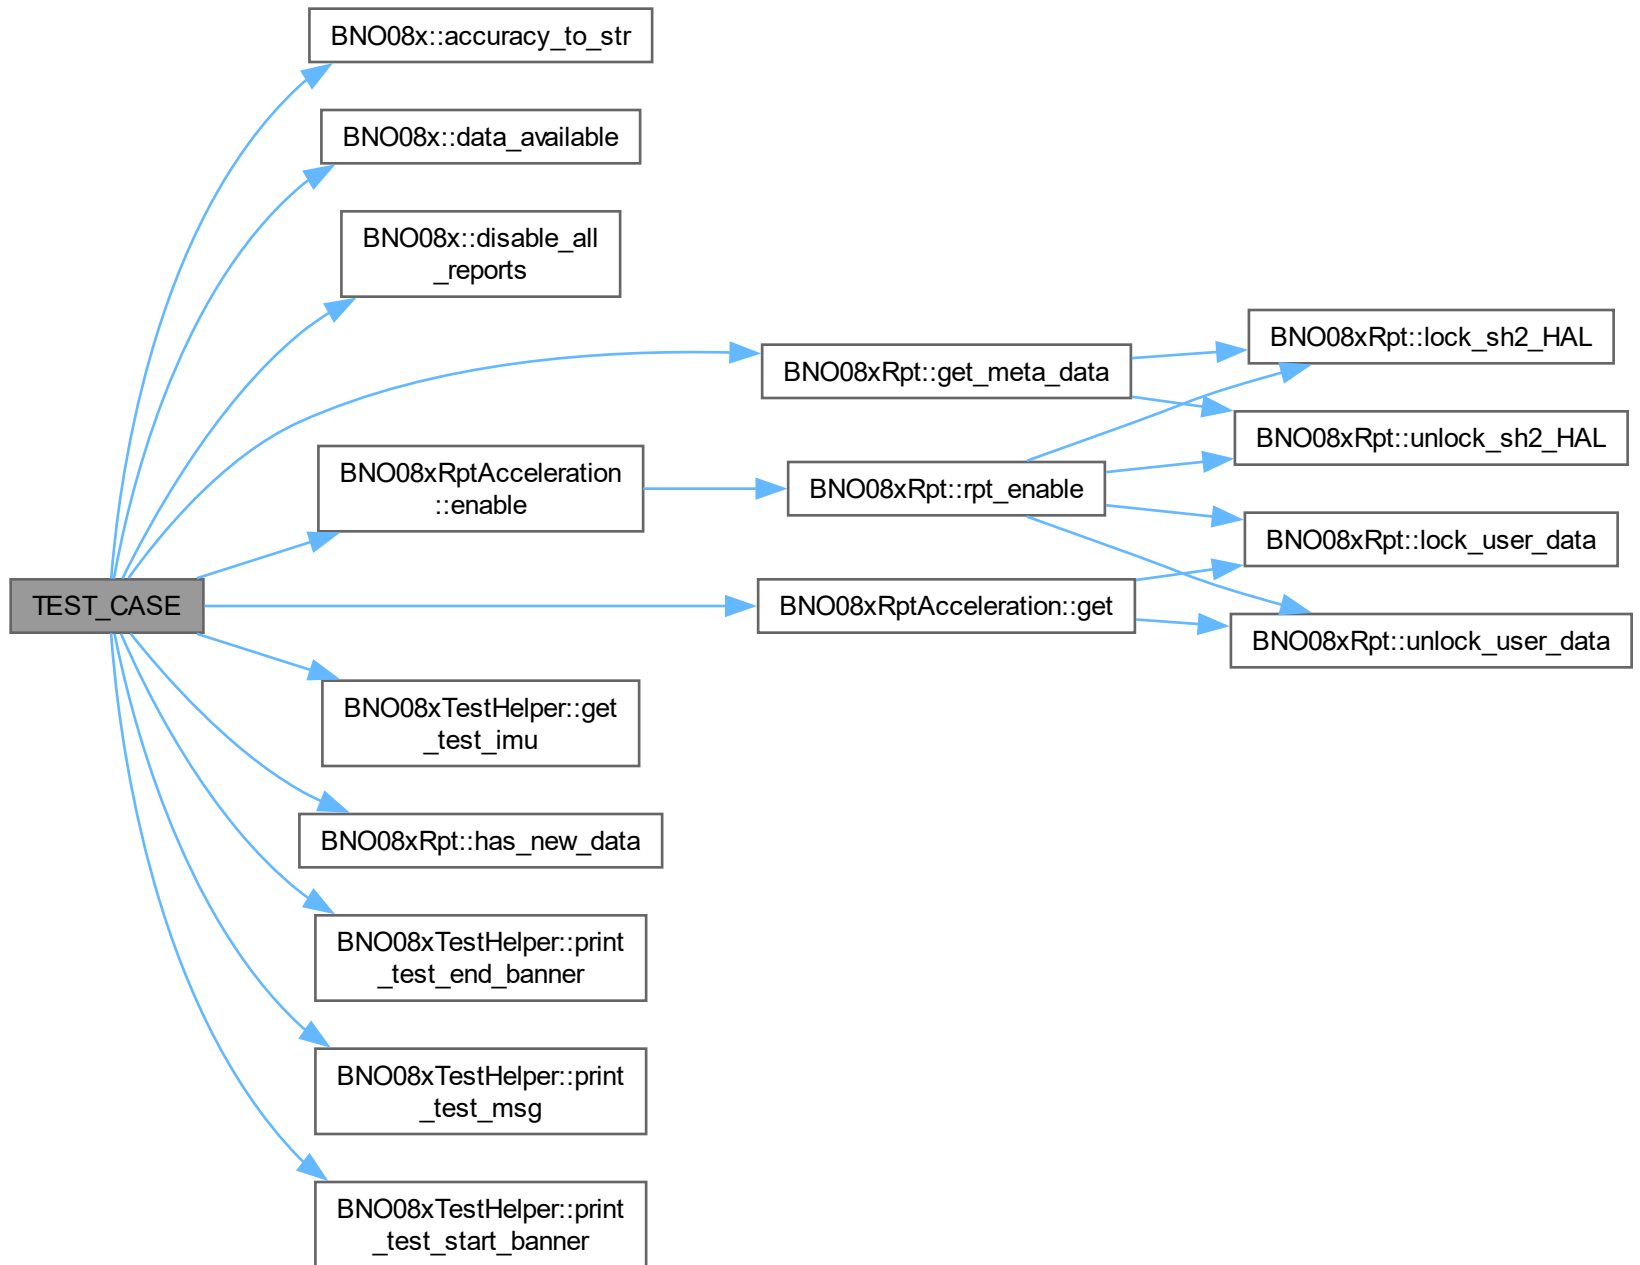 BNO08x::accuracy_to_str
BNO08x::data_available
BNO08x::disable_all
_reports
BNO08xRpt::lock_sh2_HAL
BNO08xRpt::get_meta_data
BNO08xRpt::unlock_sh2_HAL
BNO08xRptAcceleration
::enable
BNO08xRpt::rpt_enable
BNO08xRpt::lock_user_data
TEST_CASE
BNO08xRptAcceleration::get
BNO08xRpt::unlock_user_data
BNO08xTestHelper::get
_test_imu
BNO08xRpt::has_new_data
BNO08xTestHelper::print
_test_end_banner
BNO08xTestHelper::print
_test_msg
BNO08xTestHelper::print
_test_start_banner